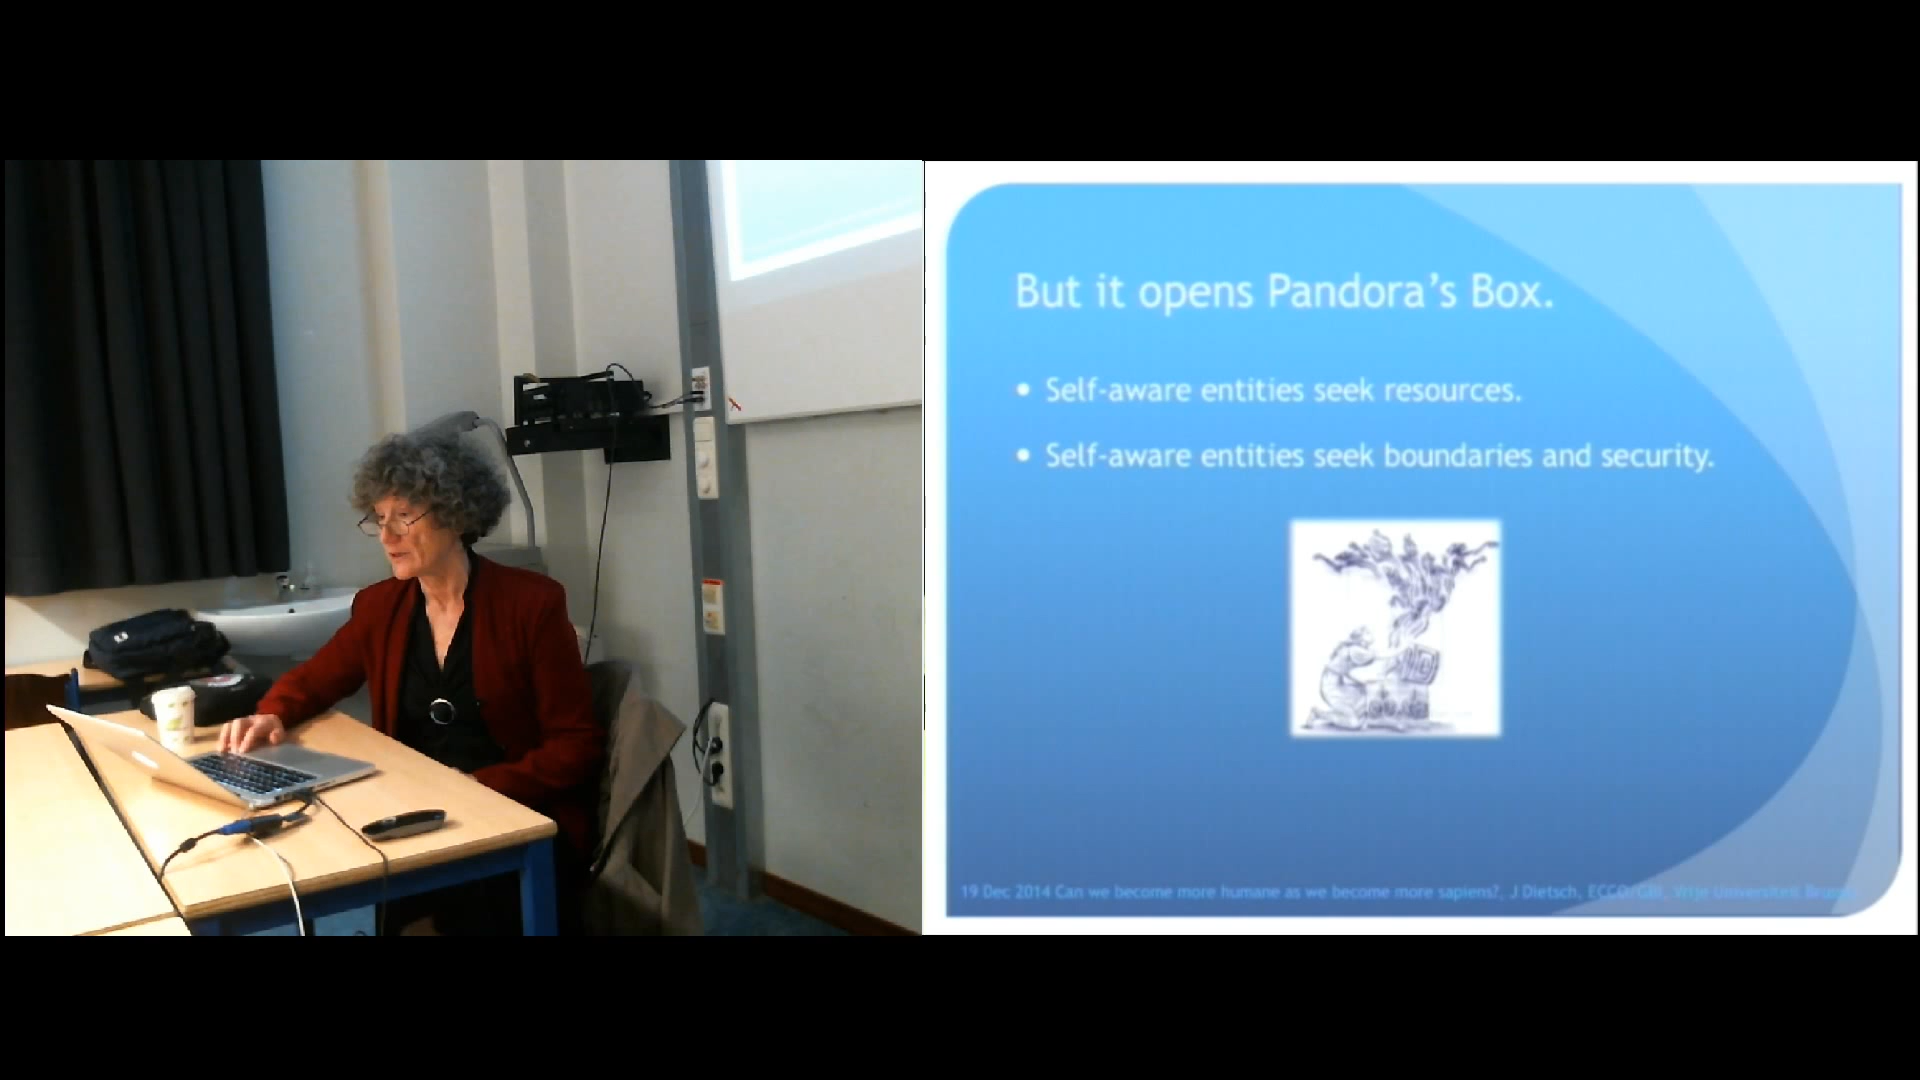 But it opens Pandora's Box.
• Self-aware entities seek resources.
• Self-aware entities seek boundaries and security.
19 Dec 2014 Can we become more humane as we become more sapiens?, J Dietsch, ECCO/GBI, Vrije Universiteit Brussel